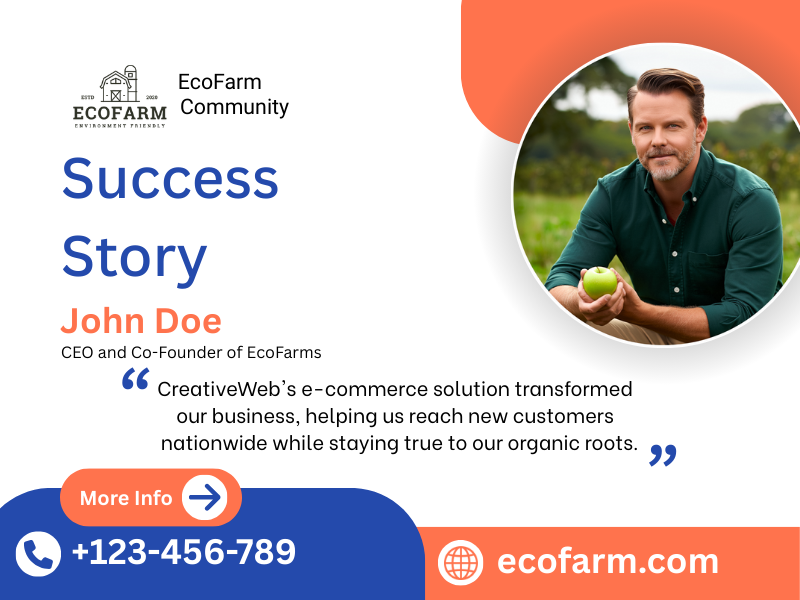 ESTD 2020
ECOFARM
ENVIRONMENT FRIENDLY
EcoFarm
Community
Success
Story
John Doe
CEO and Co-Founder of EcoFarms
“CreativeWeb's e-commerce solution transformed
our business, helping us reach new customers
nationwide while staying true to our organic roots.”
More Info
+123-456-789
ecofarm.com